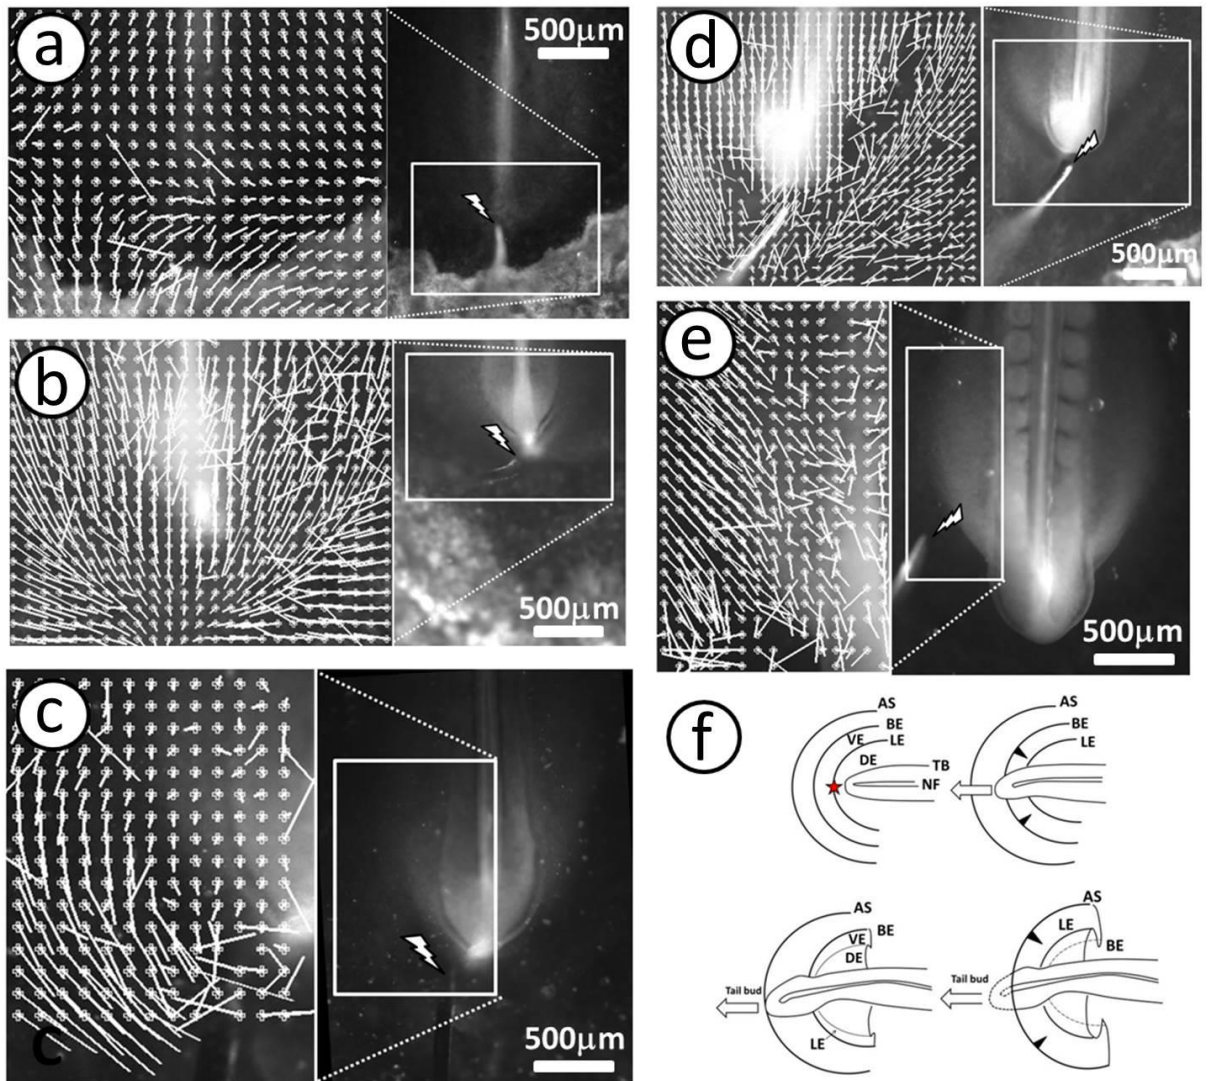 a
500µm
b
500µm
c
c
500µm
d
500µm
e
500µm
f
AS
BE
VE LE
DE
TB
NF
AS
BE
LE
AS
BE
VE
DE
Tail bud
LE
AS
LE
BE
Tail bud